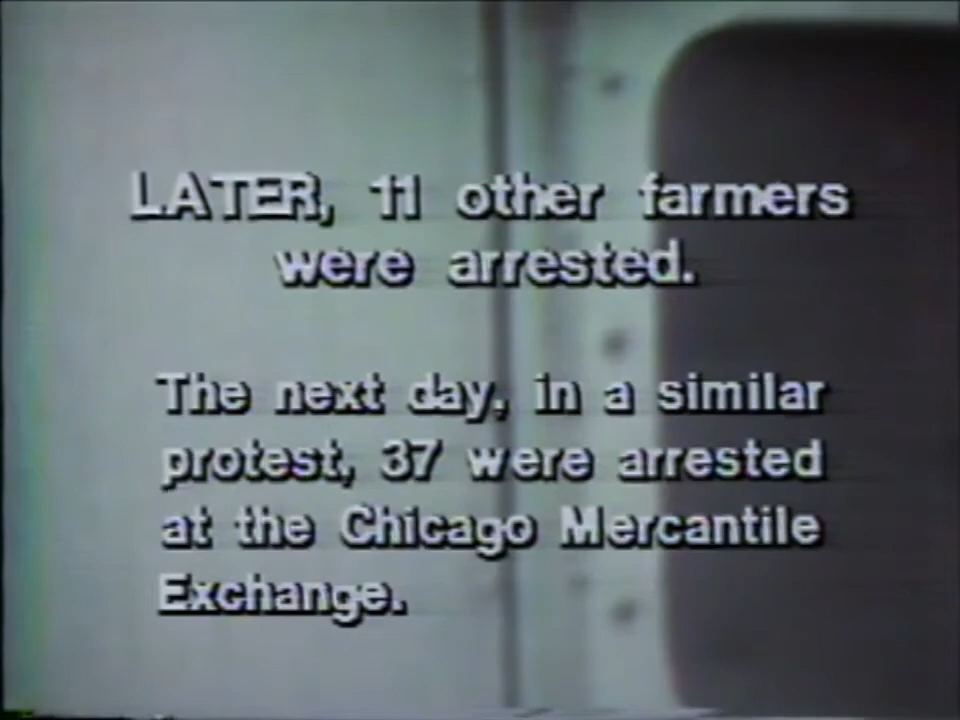 LATER, 11 other farmers
were arrested.
The next day, in a similar
protest, 37 were arrested
at the Chicago Mercantile
Exchange.